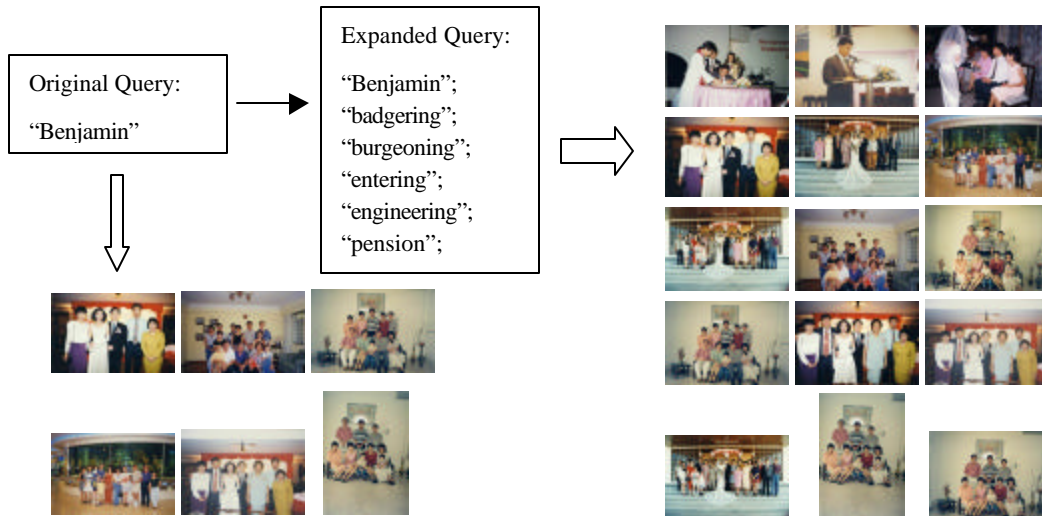 Original Query:
“Benjamin”
Expanded Query:
“Benjamin”;
“badgering”;
“burgeoning”;
“entering”;
“engineering”;
“pension”;